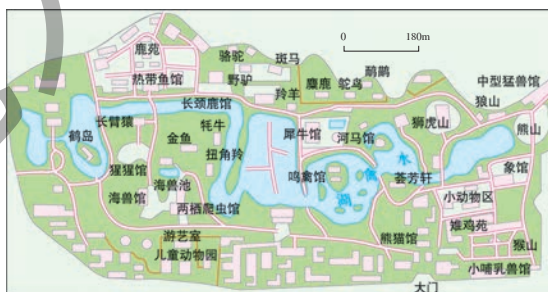 0 180m
鹿苑
骆驼
斑马
鸸鹋
热带鱼馆
野驴
羚羊
麋鹿
鸵鸟
中型猛兽馆
狼山
长颈鹿馆
长臂猿
牦牛
犀牛馆
河马馆
狮虎山
熊山
鹤岛
金鱼
扭角羚
水
禽
湖
鸣禽馆
荟芳轩
象馆
猩猩馆
海兽馆
海兽池
两栖爬虫馆
小动物区
雉鸡苑
游艺室
儿童动物园
熊猫馆
猴山
小哺乳兽馆
大门